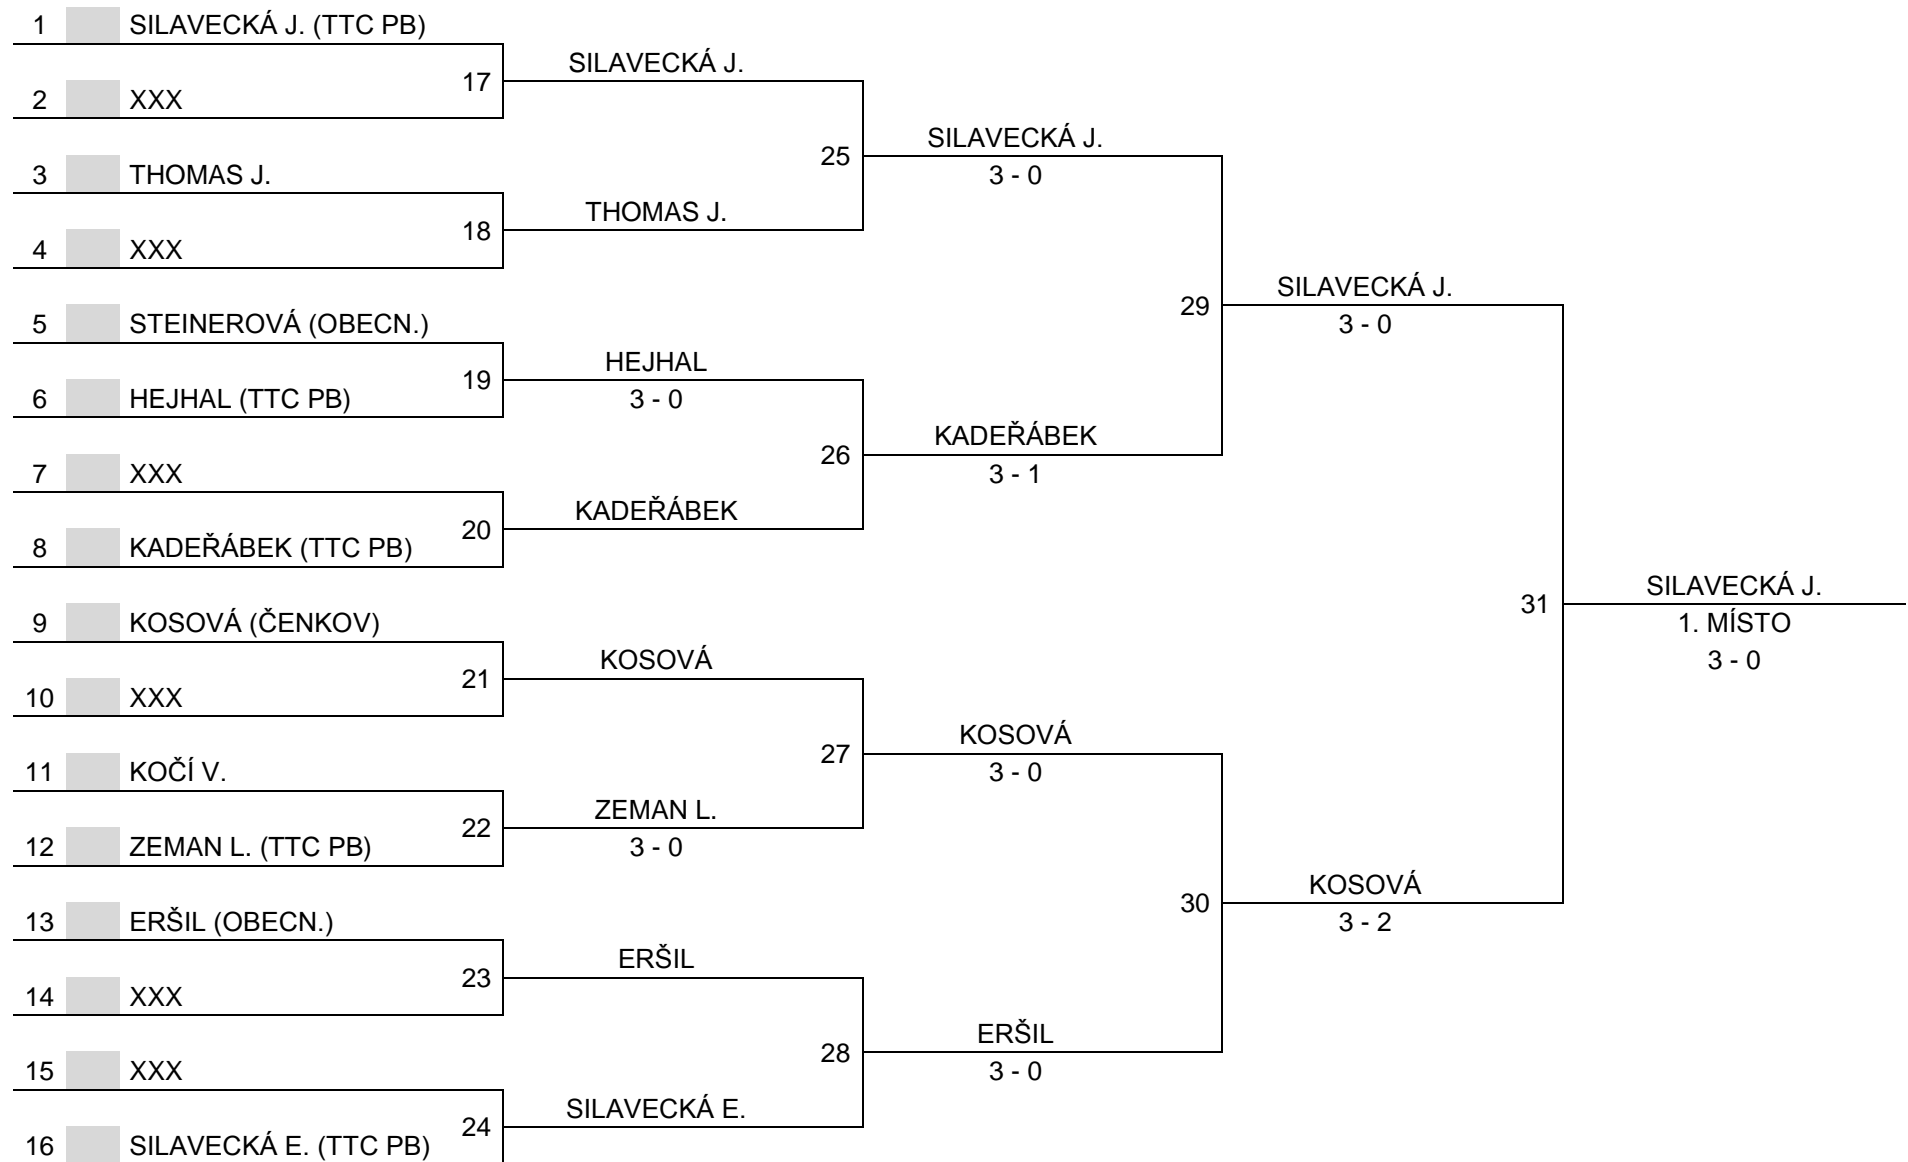 1 SILAVECKÁ J. (TTC PB)
17 SILAVECKÁ J.
2 XXX
25 SILAVECKÁ J.
3 - 0
3 THOMAS J.
18 THOMAS J.
4 XXX
29 SILAVECKÁ J.
3 - 0
5 STEINEROVÁ (OBECN.)
19 HEJHAL
3 - 0
6 HEJHAL (TTC PB)
26 KADEŘÁBEK
3 - 1
7 XXX
20 KADEŘÁBEK
8 KADEŘÁBEK (TTC PB)
31 SILAVECKÁ J.
1. MÍSTO
3 - 0
9 KOSOVÁ (ČENKOV)
21 KOSOVÁ
10 XXX
27 KOSOVÁ
3 - 0
11 KOČÍ V.
22 ZEMAN L.
3 - 0
12 ZEMAN L. (TTC PB)
30 KOSOVÁ
3 - 2
13 ERŠIL (OBECN.)
23 ERŠIL
14 XXX
28 ERŠIL
3 - 0
15 XXX
24 SILAVECKÁ E.
16 SILAVECKÁ E. (TTC PB)